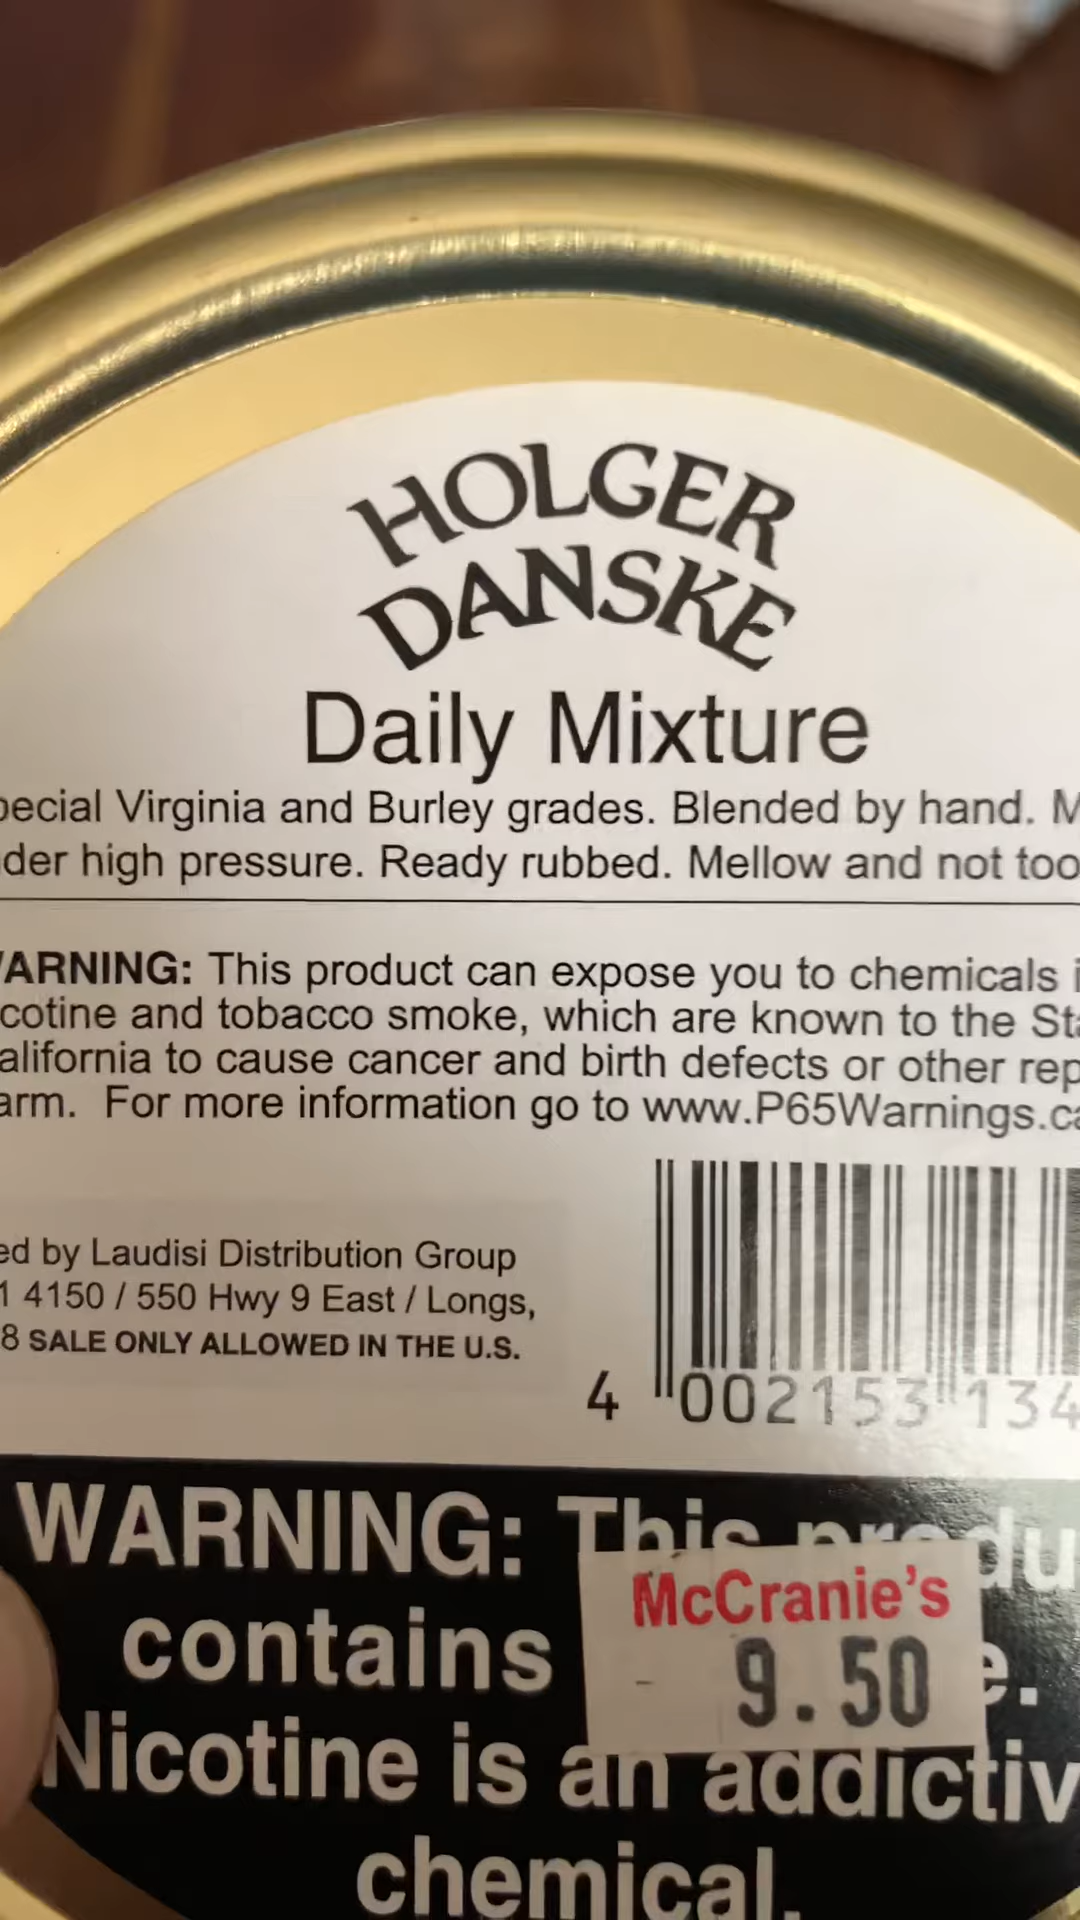 HOLGER
DANSKE
Daily Mixture
pecial Virginia and Burley grades. Blended by hand. M
der high pressure. Ready rubbed. Mellow and not too
WARNING: This product can expose you to chemicals i
cotine and tobacco smoke, which are known to the Sta
alifornia to cause cancer and birth defects or other rep
arm. For more information go to www.P65Warnings.ca
ed by Laudisi Distribution Group
1 4150 / 550 Hwy 9 East / Longs,
8 SALE ONLY ALLOWED IN THE U.S.
4 002153 134
WARNING: This produ
McCranie's
contains
9.50
e.
Nicotine is an addictiv
chemical.